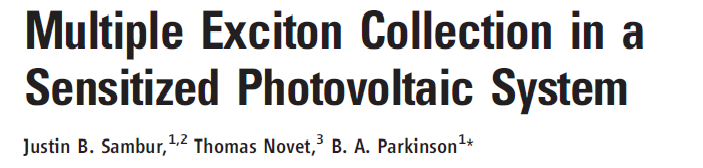 Multiple Exciton Collection in a
Sensitized Photovoltaic System
Justin B. Sambur,1,2 Thomas Novet,3 B. A. Parkinson1*